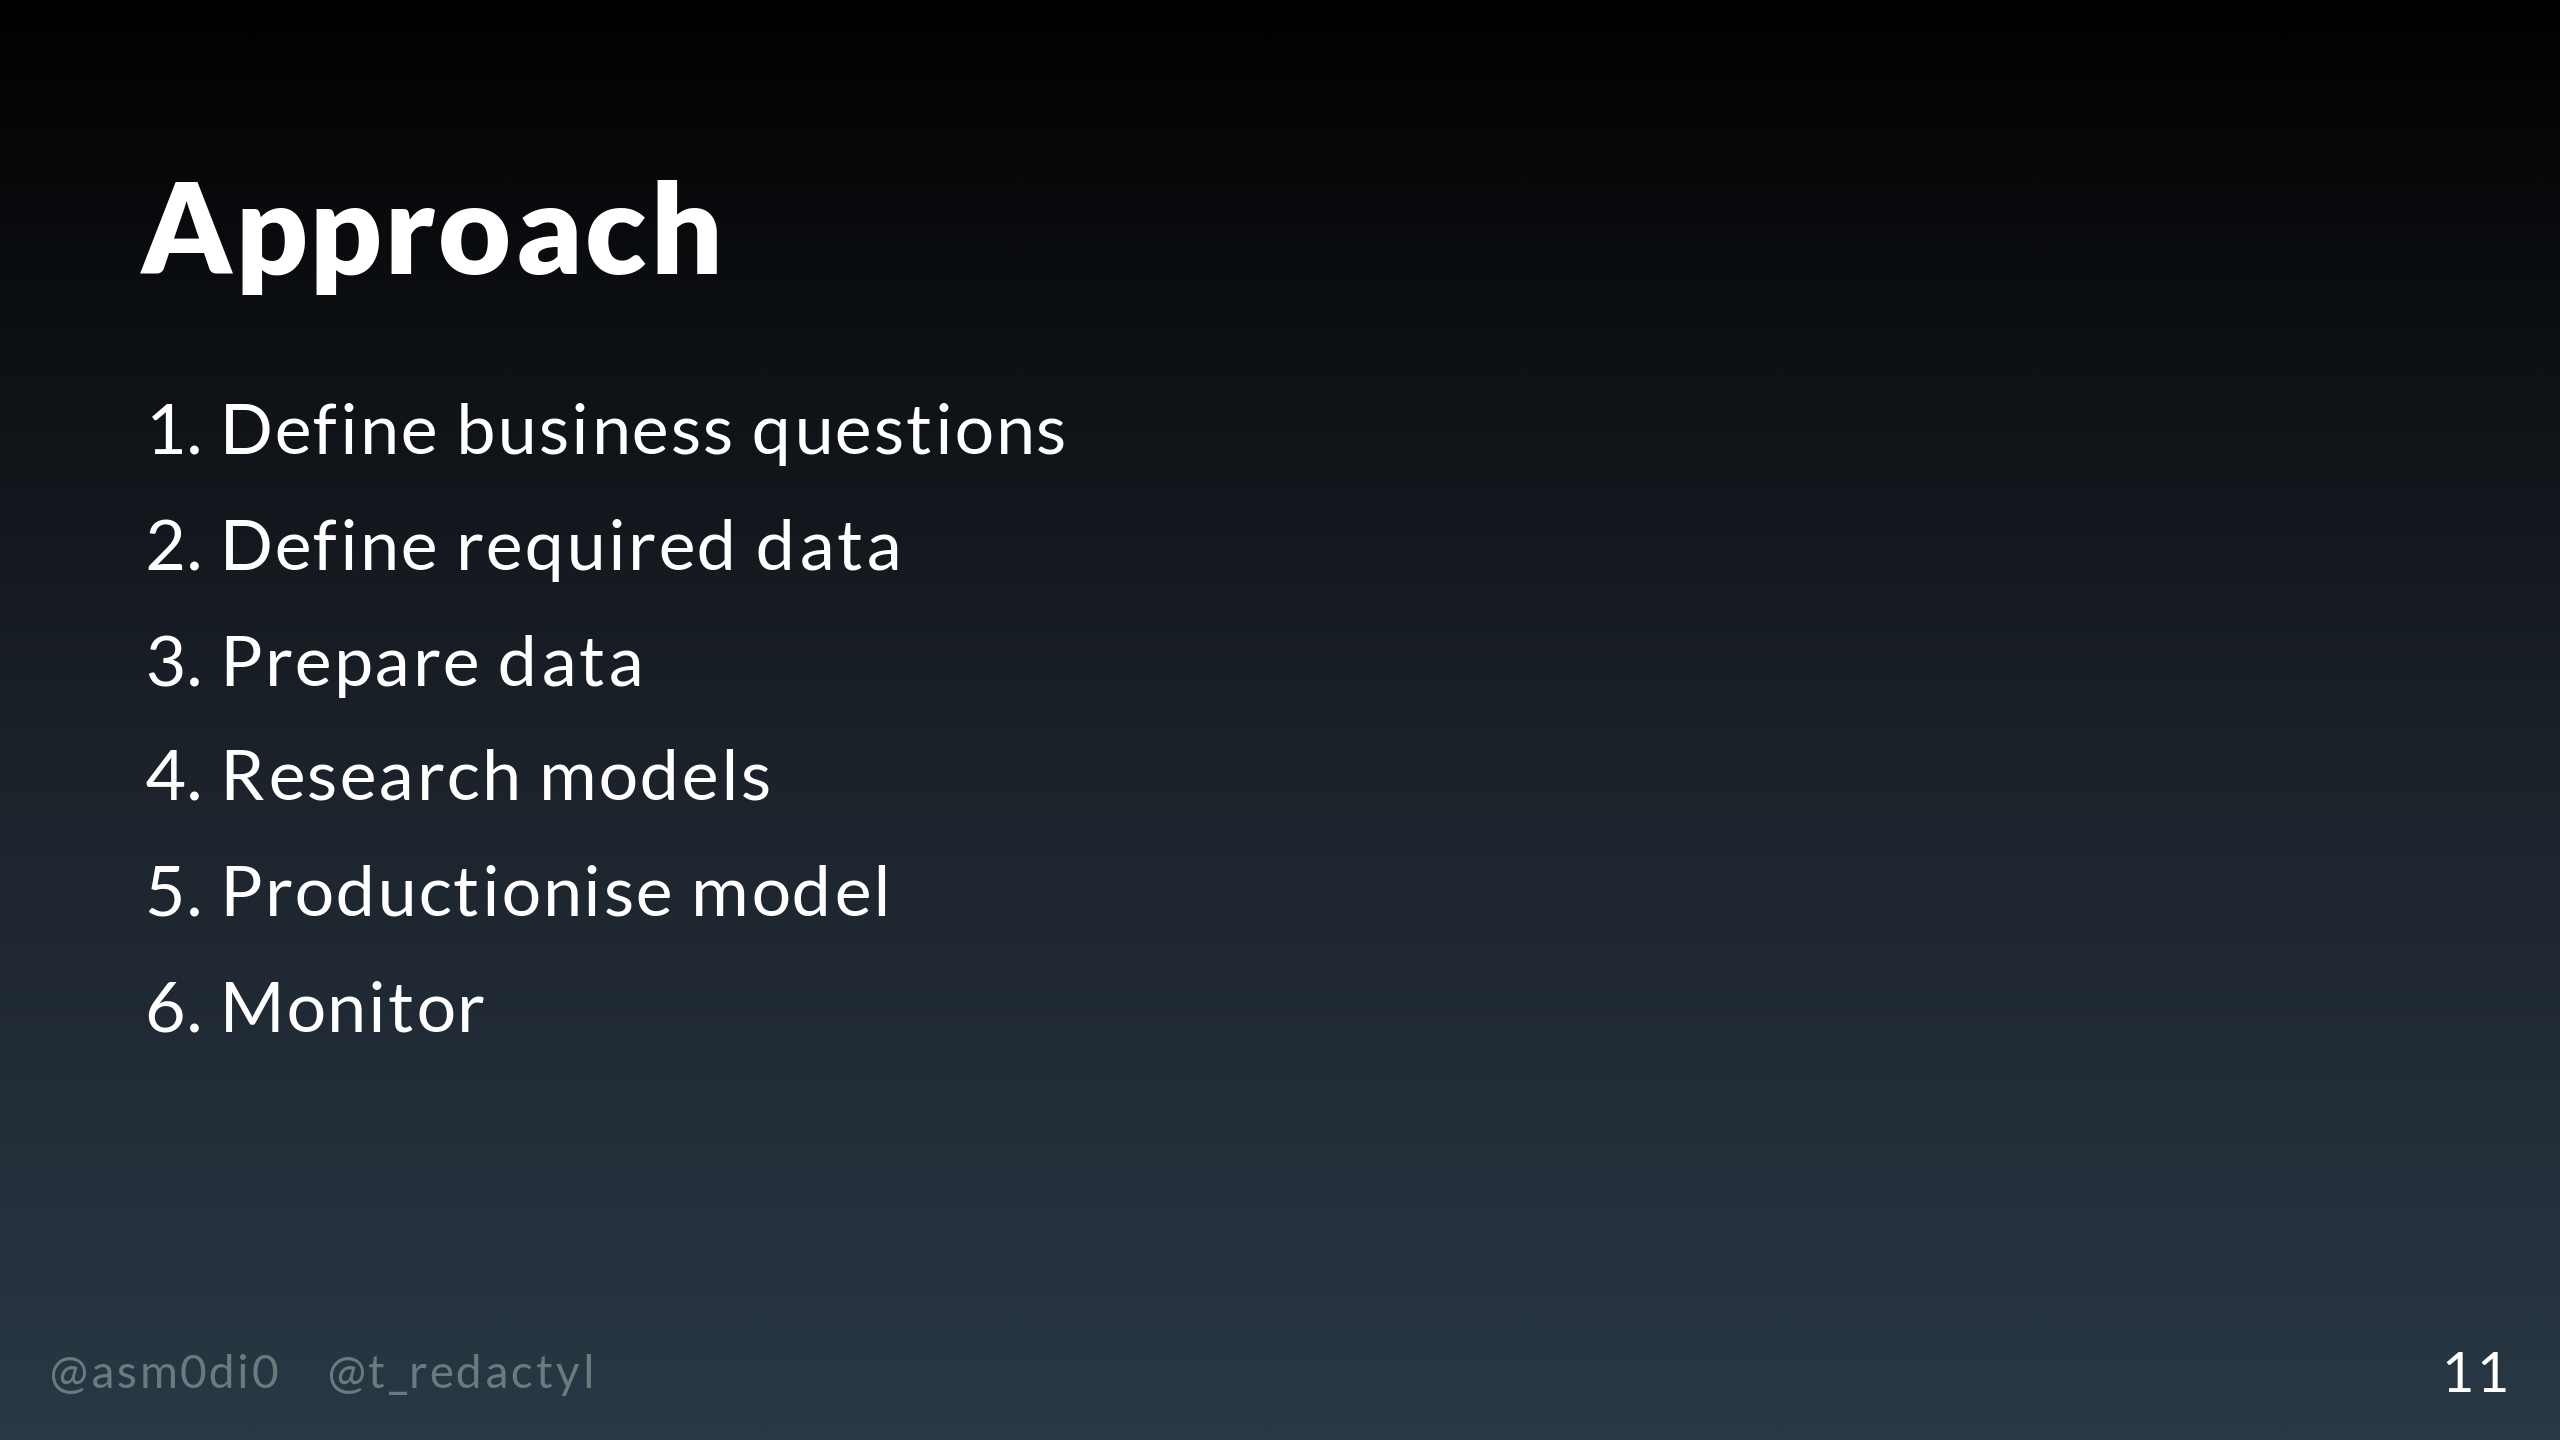 Approach
1. Define business questions
2. Define required data
3. Prepare data
4. Research models
5. Productionise model
6. Monitor
@asm0di0 @t_redactyl
11